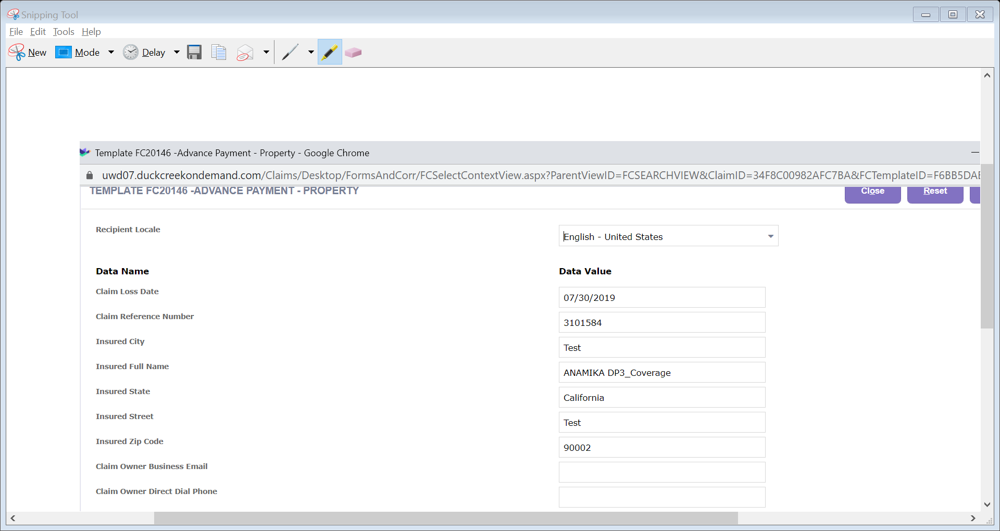 Snipping Tool
File Edit Tools Help
New Mode Delay
Template FC20146 -Advance Payment - Property - Google Chrome
uwd07.duckcreekondemand.com/Claims/Desktop/FormsAndCorr/FCSelectContextView.aspx?ParentViewID=FCSEARCHVIEW&ClaimID=34F8C00982AFC7BA&FCTemplateID=F6BB5DAE
TEMPLATE FC20146 -ADVANCE PAYMENT - PROPERTY Close Reset
Recipient Locale English - United States
Data Name Data Value
Claim Loss Date 07/30/2019
Claim Reference Number 3101584
Insured City Test
Insured Full Name ANAMIKA DP3_Coverage
Insured State California
Insured Street Test
Insured Zip Code 90002
Claim Owner Business Email
Claim Owner Direct Dial Phone